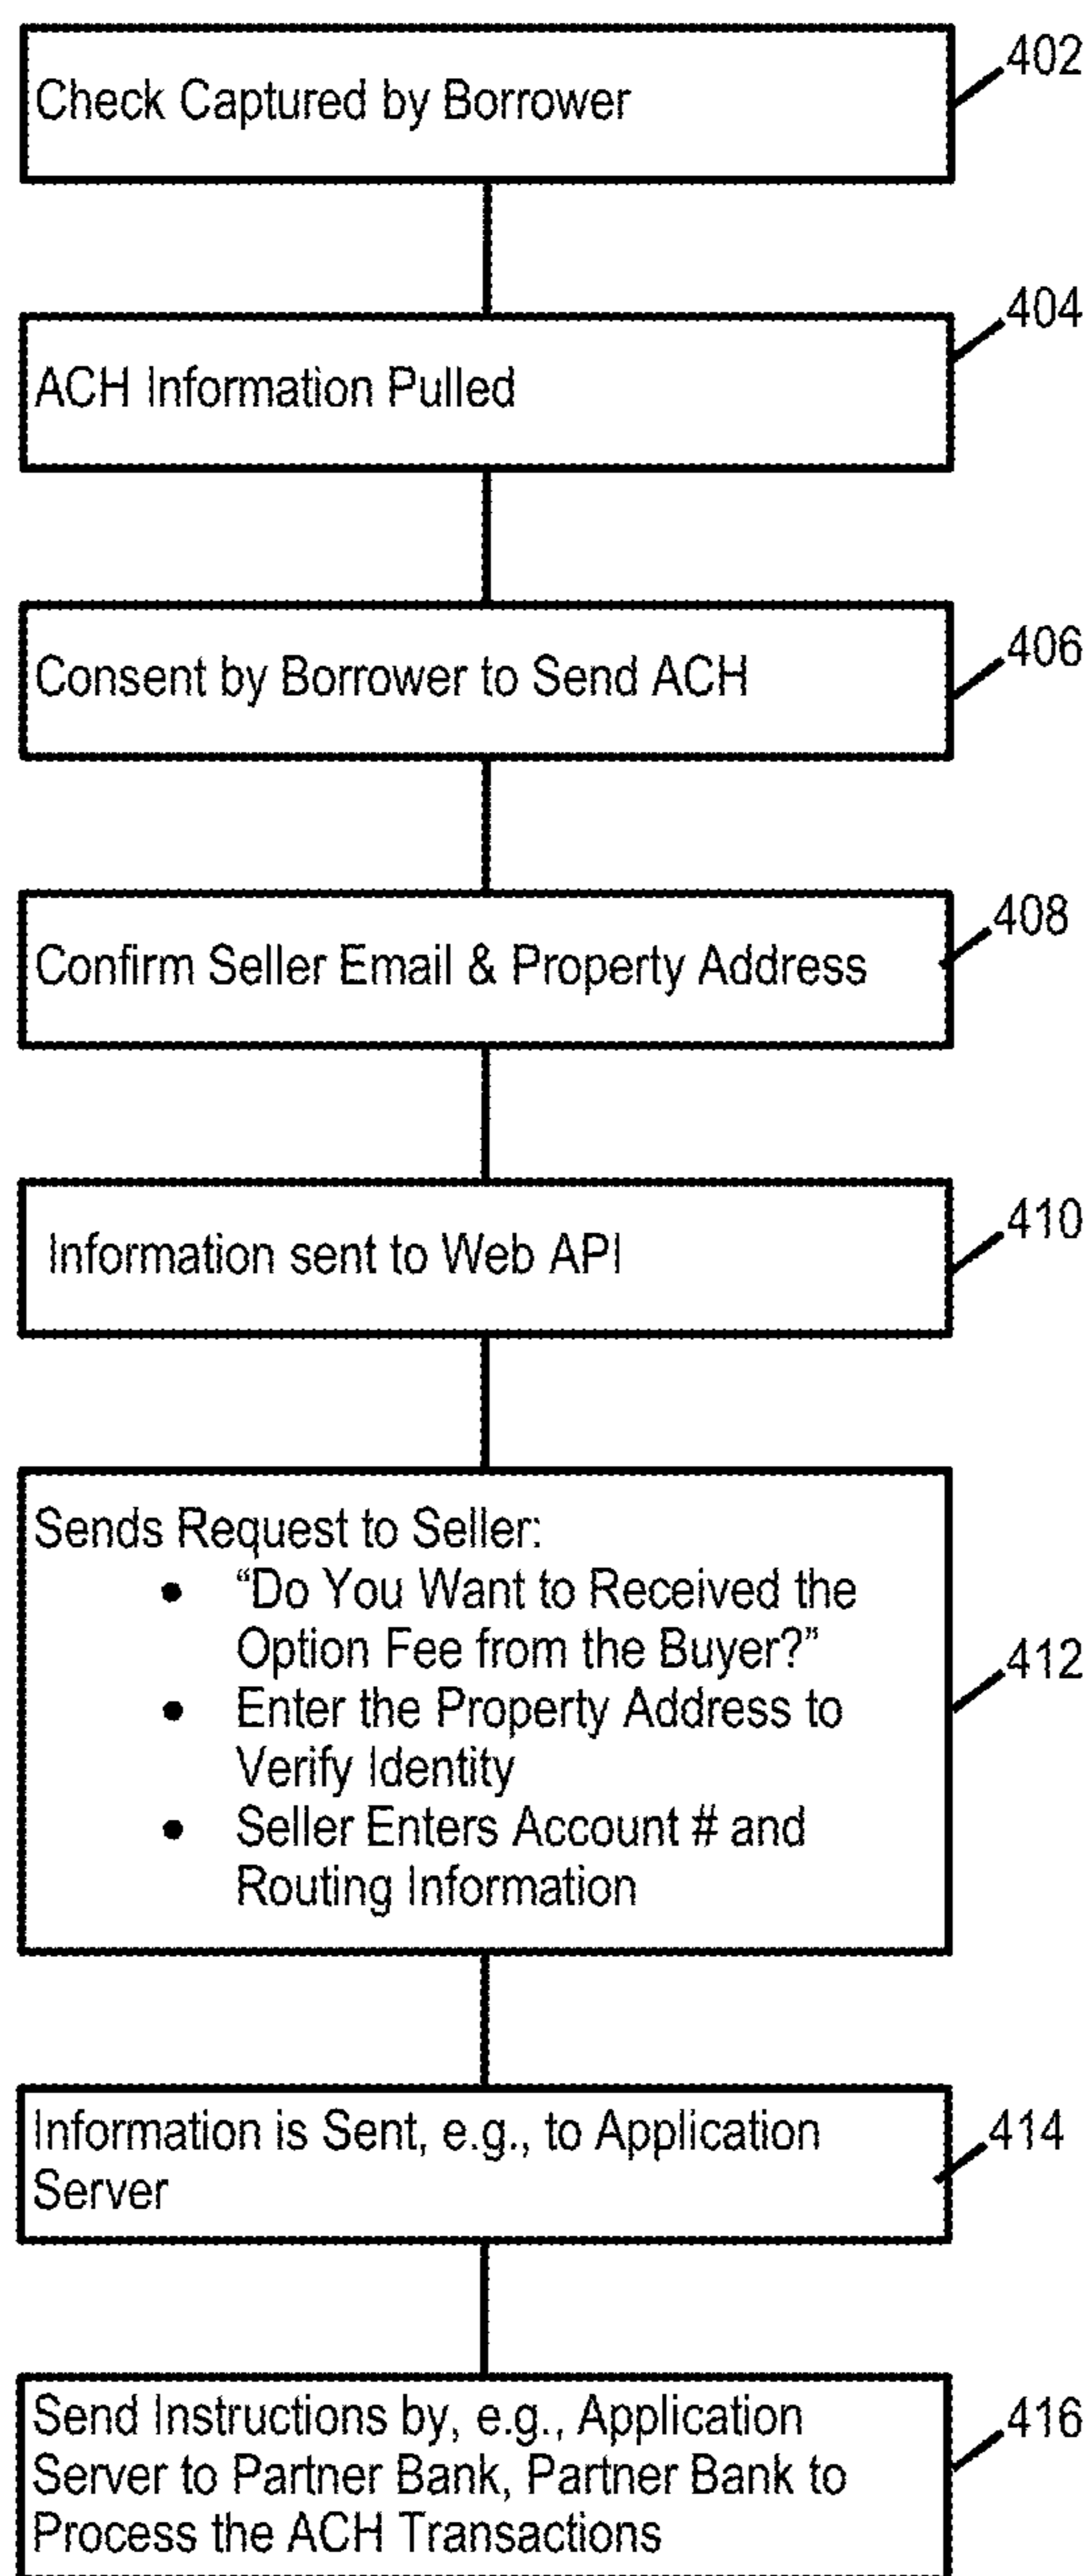 Check Captured by Borrower
402
ACH Information Pulled
404
Consent by Borrower to Send ACH
406
Confirm Seller Email & Property Address
408
Information sent to Web API
410
Sends Request to Seller:
• “Do You Want to Received the
Option Fee from the Buyer?”
• Enter the Property Address to
Verify Identity
• Seller Enters Account # and
Routing Information
412
Information is Sent, e.g., to Application
Server
414
Send Instructions by, e.g., Application
Server to Partner Bank, Partner Bank to
Process the ACH Transactions
416